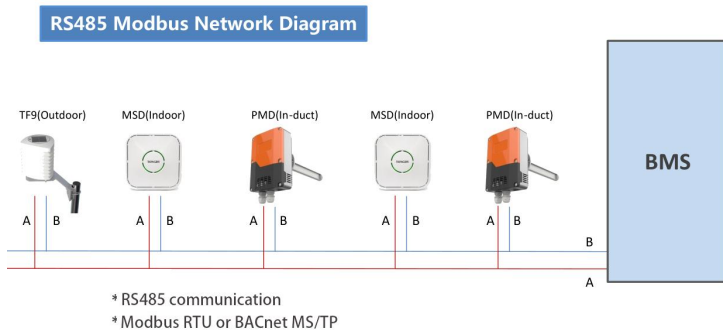 RS485 Modbus Network Diagram
TF9(Outdoor) MSD(Indoor) PMD(In-duct) MSD(Indoor) PMD(In-duct)
BMS
A B A B A B A B A B
B
A
* RS485 communication
* Modbus RTU or BACnet MS/TP